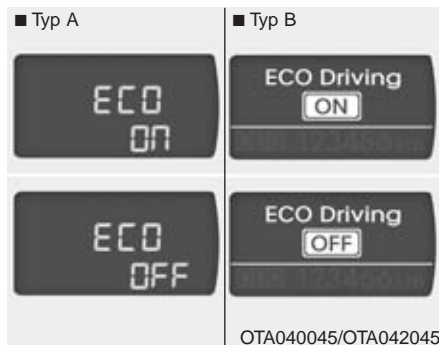 ■ Typ A
■ Typ B
ECO
ON
ECO Driving
ON
ECO
OFF
ECO Driving
OFF
OTA040045/OTA042045